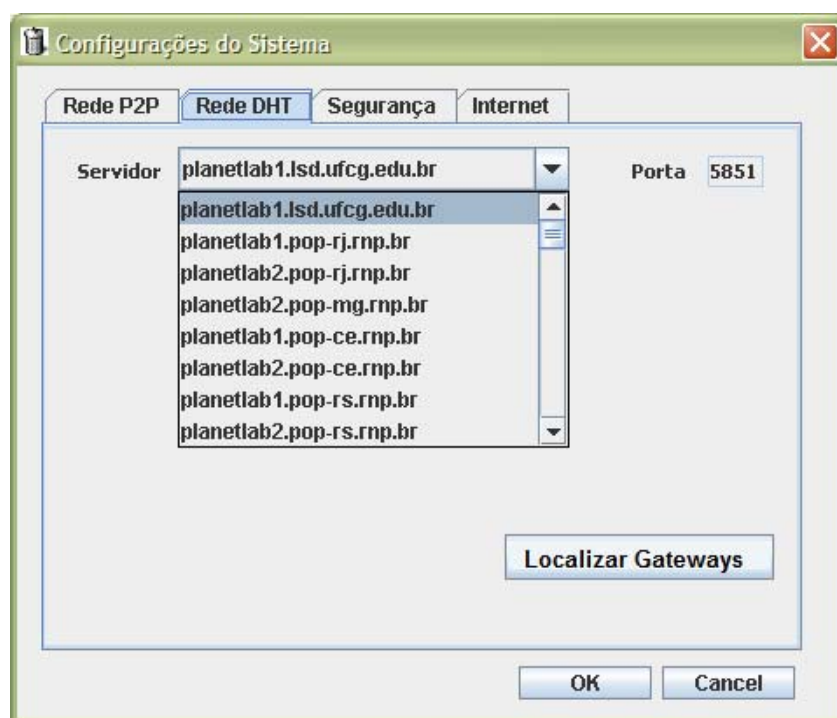 Configurações do Sistema
Rede P2P Rede DHT Segurança Internet
Servidor planetlab1.lsd.ufcg.edu.br Porta 5851
planetlab1.lsd.ufcg.edu.br
planetlab1.pop-rj.rnp.br
planetlab2.pop-rj.rnp.br
planetlab2.pop-mg.rnp.br
planetlab1.pop-ce.rnp.br
planetlab2.pop-ce.rnp.br
planetlab1.pop-rs.rnp.br
planetlab2.pop-rs.rnp.br
Localizar Gateways
OK Cancel